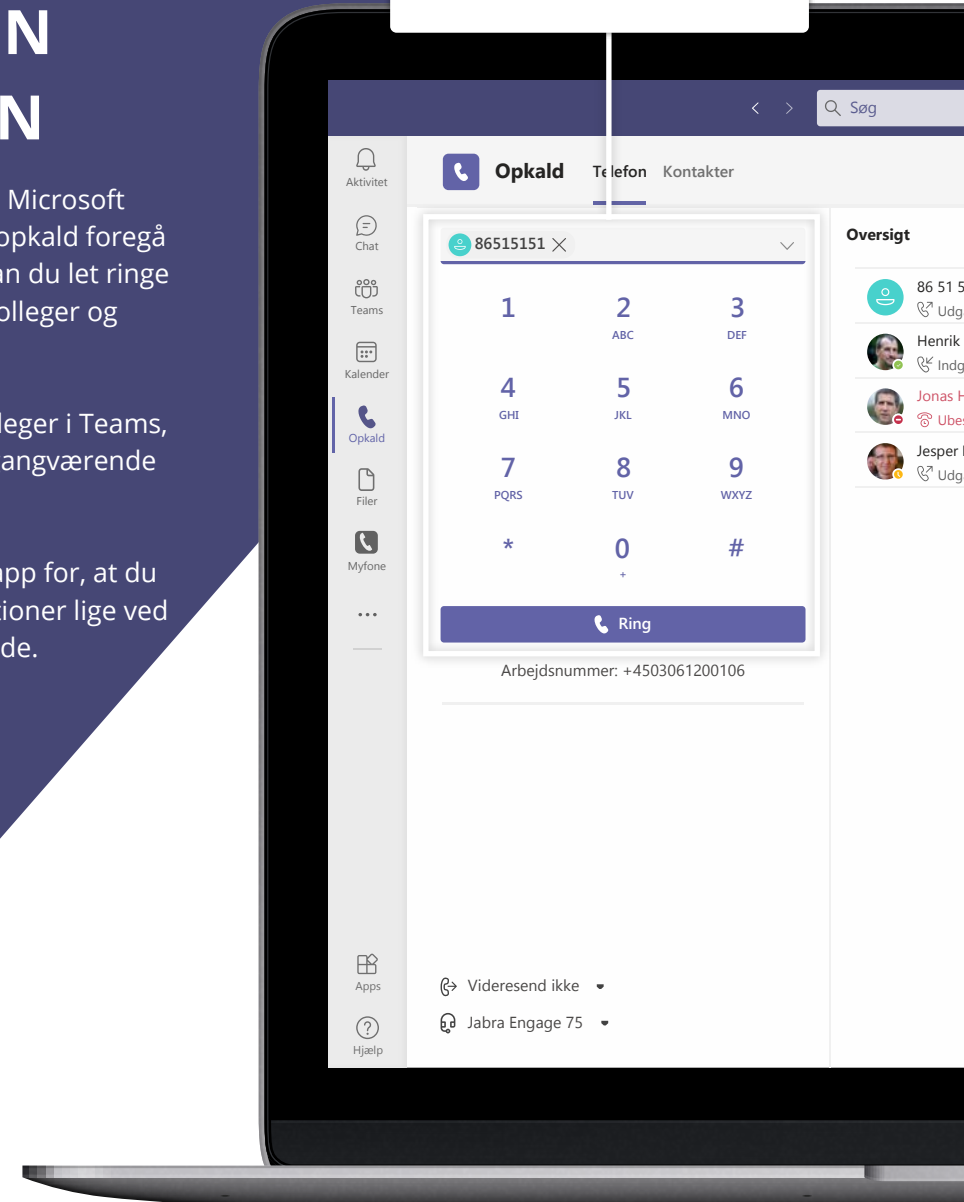 N
N
Microsoft
opkald foregå
an du let ringe
olleger og
leger i Teams,
angværende
app for, at du
tioner lige ved
de.
Søg
Aktivitet
Chat
Teams
Kalender
Opkald
Filer
Myfone
Apps
Hjælp
Opkald Telefon Kontakter
86515151
1 2 3
ABC DEF
4 5 6
GHI JKL MNO
7 8 9
PQRS TUV WXYZ
* 0 #
+
Ring
Arbejdsnummer: +4503061200106
Videresend ikke
Jabra Engage 75
Oversigt
86 51 5
Udg
Henrik
Indg
Jonas H
Ubes
Jesper
Udg